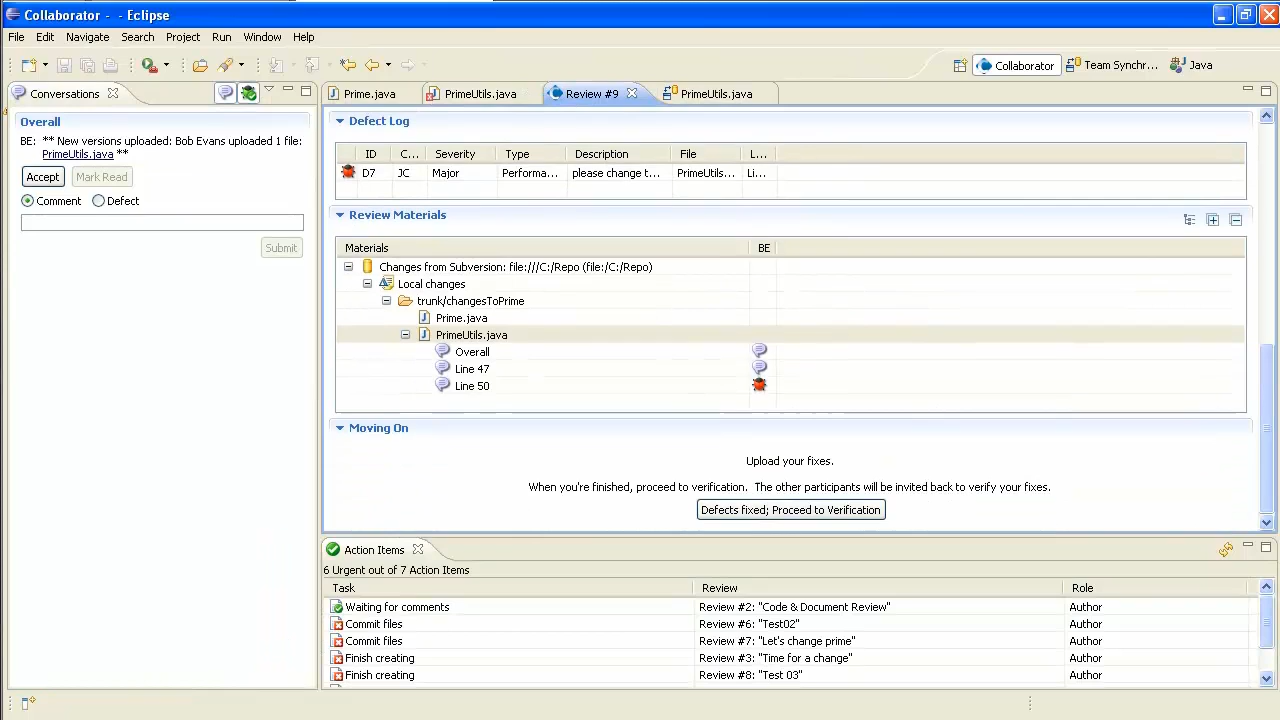 Collaborator - - Eclipse
File Edit Navigate Search Project Run Window Help
Collaborator Team Synchr... Java
Conversations
Prime.java PrimeUtils.java Review #9 PrimeUtils.java
Overall
BE: ** New versions uploaded: Bob Evans uploaded 1 file:
PrimeUtils.java **
Accept Mark Read
Comment Defect
Submit
Defect Log
ID C... Severity Type Description File L...
D7 JC Major Performa... please change t... PrimeUtils... Li...
Review Materials
Materials BE
Changes from Subversion: file:///C:/Repo (file:/C:/Repo)
Local changes
trunk/changesToPrime
Prime.java
PrimeUtils.java
Overall
Line 47
Line 50
Moving On
Upload your fixes.
When you're finished, proceed to verification. The other participants will be invited back to verify your fixes.
Defects fixed; Proceed to Verification
Action Items
6 Urgent out of 7 Action Items
Task Review Role
Waiting for comments Review #2: "Code & Document Review" Author
Commit files Review #6: "Test02" Author
Commit files Review #7: "Let's change prime" Author
Finish creating Review #3: "Time for a change" Author
Finish creating Review #8: "Test 03" Author